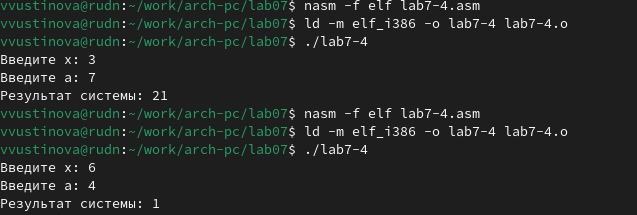 vvustinova@rudn:~/work/arch-pc/lab07$ nasm -f elf lab7-4.asm
vvustinova@rudn:~/work/arch-pc/lab07$ ld -m elf_i386 -o lab7-4 lab7-4.o
vvustinova@rudn:~/work/arch-pc/lab07$ ./lab7-4
Введите x: 3
Введите a: 7
Результат системы: 21
vvustinova@rudn:~/work/arch-pc/lab07$ nasm -f elf lab7-4.asm
vvustinova@rudn:~/work/arch-pc/lab07$ ld -m elf_i386 -o lab7-4 lab7-4.o
vvustinova@rudn:~/work/arch-pc/lab07$ ./lab7-4
Введите x: 6
Введите a: 4
Результат системы: 1